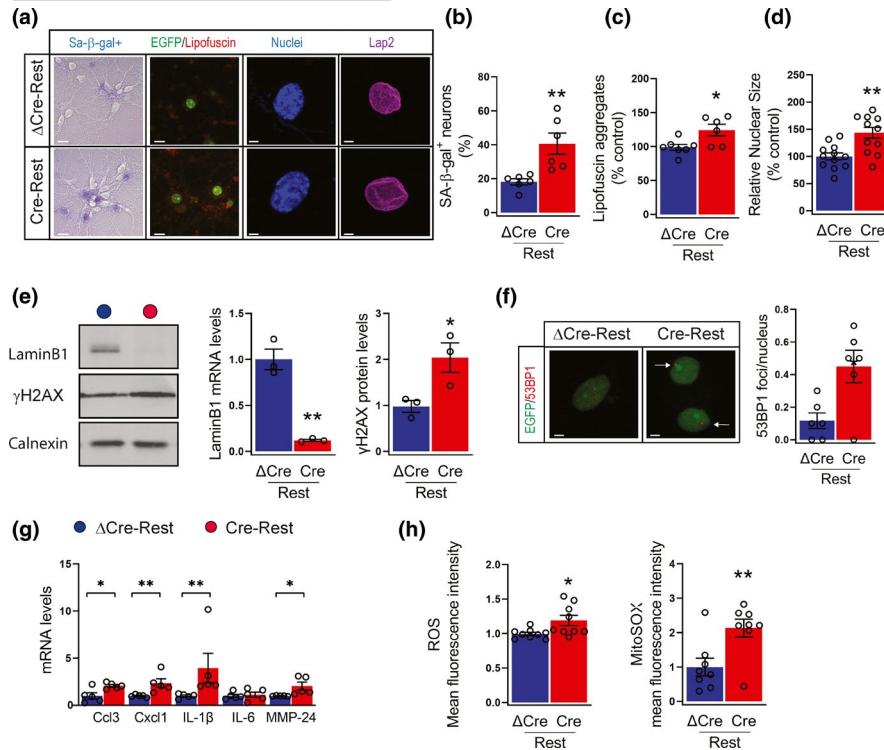 (a)
Sa-β-gal+ EGFP/Lipofuscin Nuclei Lap2
ΔCre-Rest
Cre-Rest
(b)
SA-β-gal⁺ neurons
(%)
80
60
40
20
0
**
ΔCre Cre
Rest
(c)
Lipofuscin aggregates
(% control)
200
150
100
50
0
*
ΔCre Cre
Rest
(d)
Relative Nuclear Size
(% control)
200
150
100
50
0
**
ΔCre Cre
Rest
(e)
LaminB1
γH2AX
Calnexin
LaminB1 mRNA levels
1.5
1.0
0.5
0.0
**
ΔCre Cre
Rest
γH2AX protein levels
3
2
1
0
*
ΔCre Cre
Rest
(f)
ΔCre-Rest Cre-Rest
EGFP/53BP1
53BP1 foci/nucleus
0.8
0.6
0.4
0.2
0.0
ΔCre Cre
Rest
(g)
ΔCre-Rest Cre-Rest
mRNA levels
15
10
5
0
* ** ** *
Ccl3 Cxcl1 IL-1β IL-6 MMP-24
(h)
ROS
Mean fluorescence intensity
2.0
1.5
1.0
0.5
0.0
*
ΔCre Cre
Rest
MitoSOX
mean fluorescence intensity
4
3
2
1
0
**
ΔCre Cre
Rest